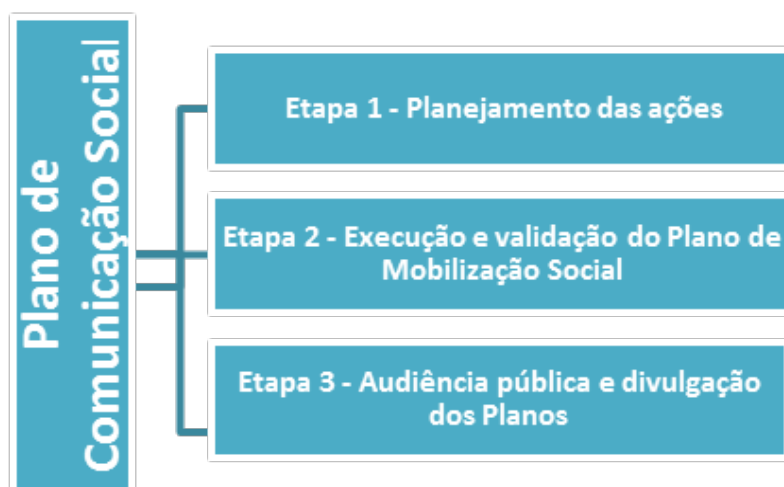 Plano de
Comunicação Social
Etapa 1 - Planejamento das ações
Etapa 2 - Execução e validação do Plano de
Mobilização Social
Etapa 3 - Audiência pública e divulgação
dos Planos